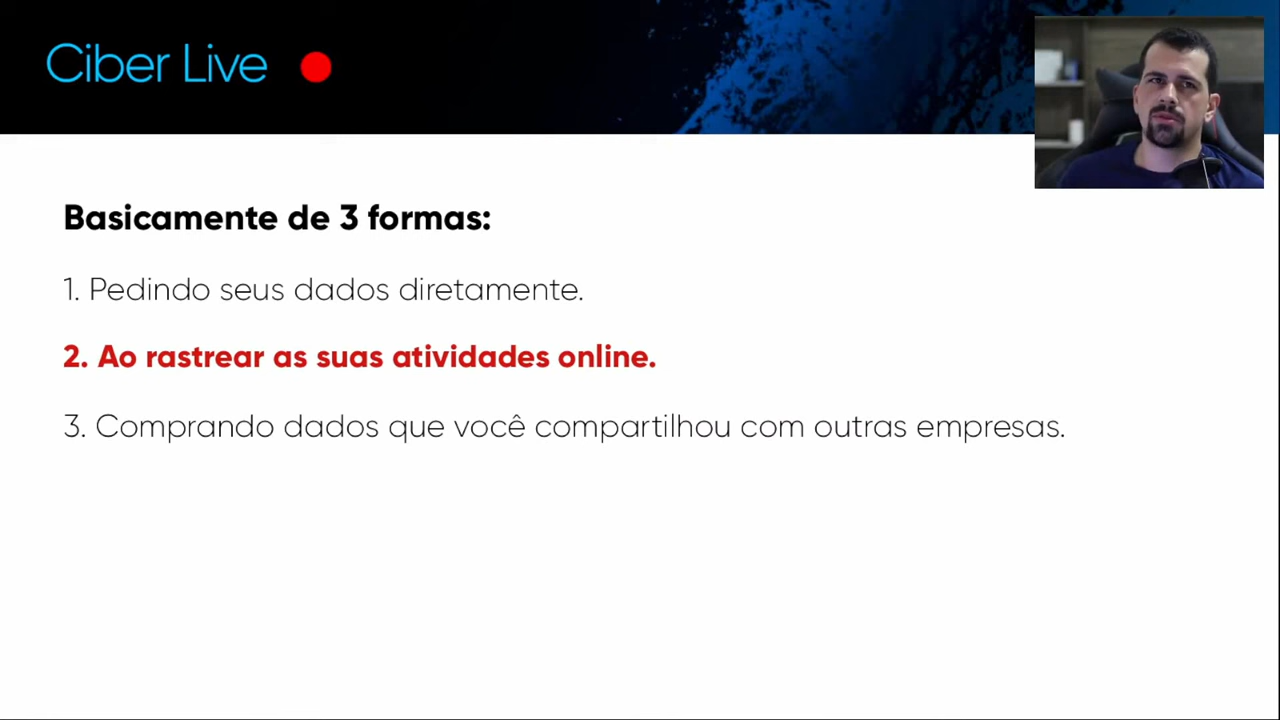 Ciber Live
Basicamente de 3 formas:
1. Pedindo seus dados diretamente.
2. Ao rastrear as suas atividades online.
3. Comprando dados que você compartilhou com outras empresas.